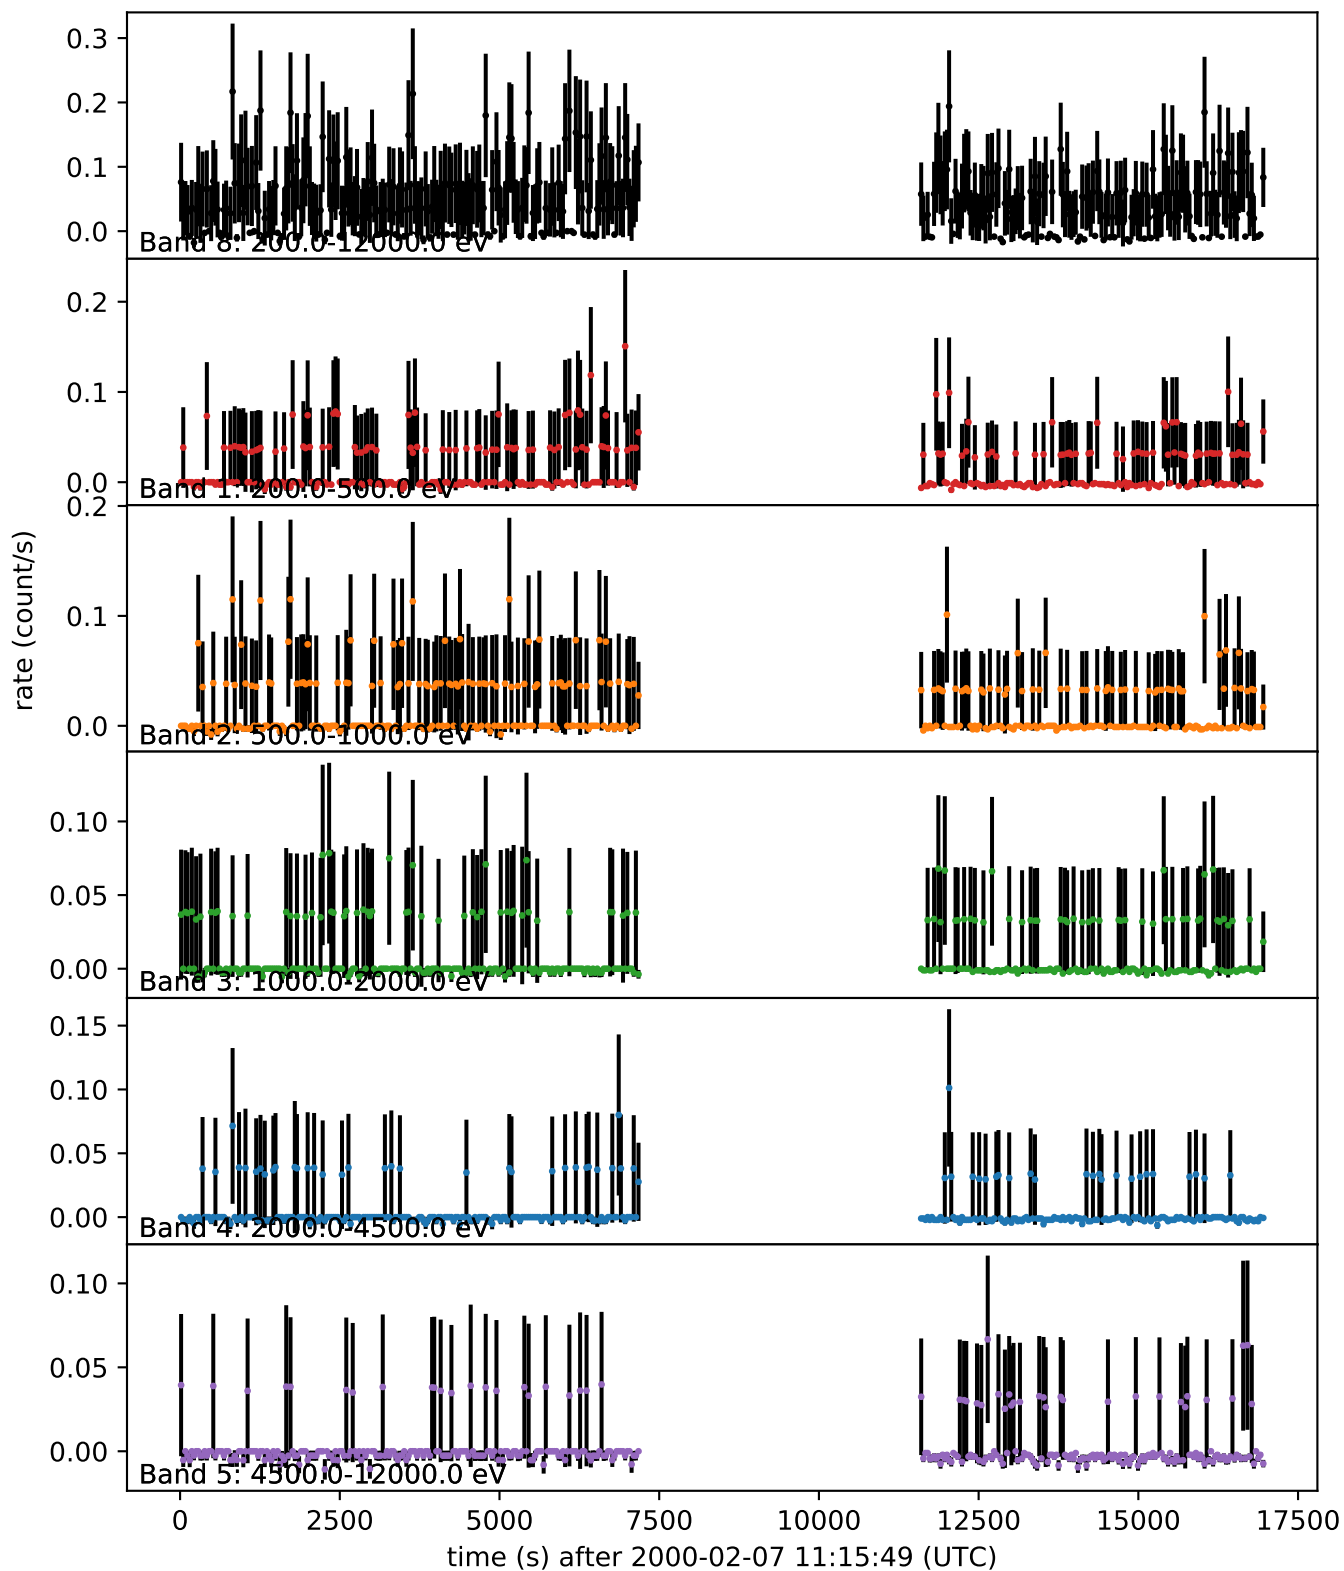 0.3
0.2
0.1
0.0
Band 8: 200.0-12000.0 eV
0.2
0.1
0.0
Band 1: 200.0-500.0 eV
0.2
0.1
0.0
Band 2: 500.0-1000.0 eV
rate (count/s)
0.10
0.05
0.00
Band 3: 1000.0-2000.0 eV
0.15
0.10
0.05
0.00
Band 4: 2000.0-4500.0 eV
0.10
0.05
0.00
Band 5: 4500.0-12000.0 eV
0 2500 5000 7500 10000 12500 15000 17500
time (s) after 2000-02-07 11:15:49 (UTC)